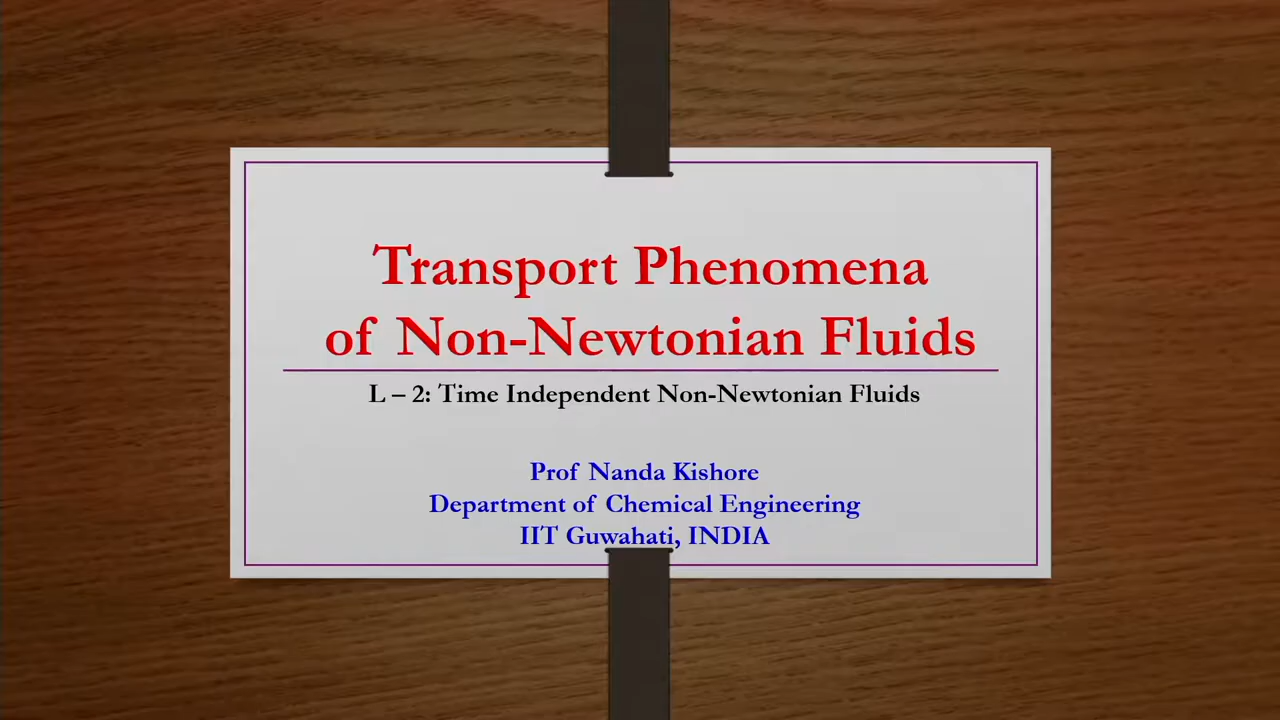 Transport Phenomena
of Non-Newtonian Fluids
L – 2: Time Independent Non-Newtonian Fluids
Prof Nanda Kishore
Department of Chemical Engineering
IIT Guwahati, INDIA